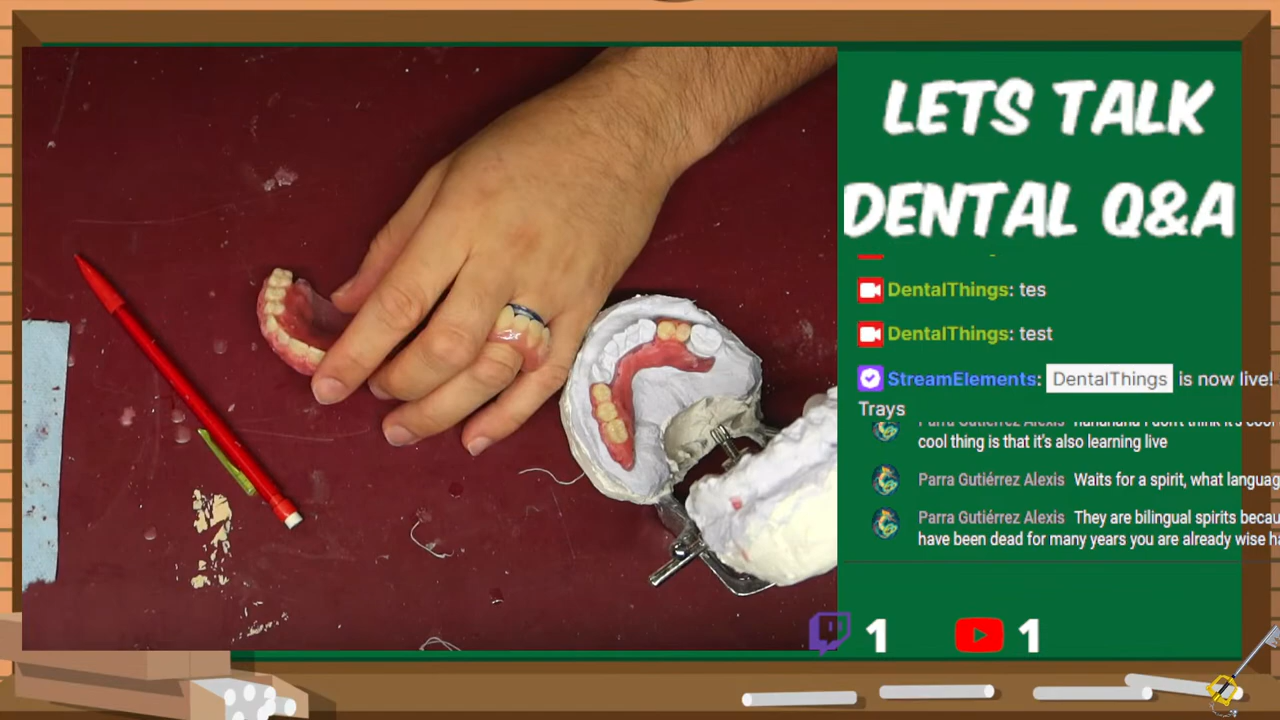 LETS TALK
DENTAL Q&A
DentalThings: tes
DentalThings: test
StreamElements: DentalThings is now live!
Trays
cool thing is that it's also learning live
Parra Gutiérrez Alexis Waits for a spirit, what languag
Parra Gutiérrez Alexis They are bilingual spirits becau
have been dead for many years you are already wise ha
1
1